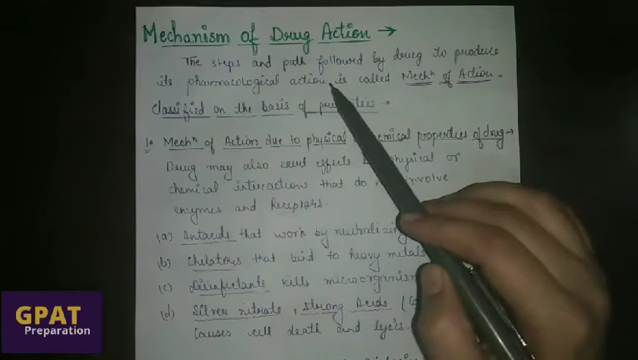 Mechanism of Drug Action →
The steps and path followed by drug to produce
its pharmacological action is called Mechⁿ of Action.
Classified on the basis of properties -
1. Mechⁿ of Action due to physical chemical properties of drug →
Drug may also exert effects physical or
chemical interactions that do involve
enzymes and Receptors.
(a) Antacids that work by neutralizing
(b) Chelators that bind to heavy metals
(c) Disinfectants kills microorganisms
(d) Silver nitrate, Strong Acids
Causes cell death and lysis.
GPAT
Preparation